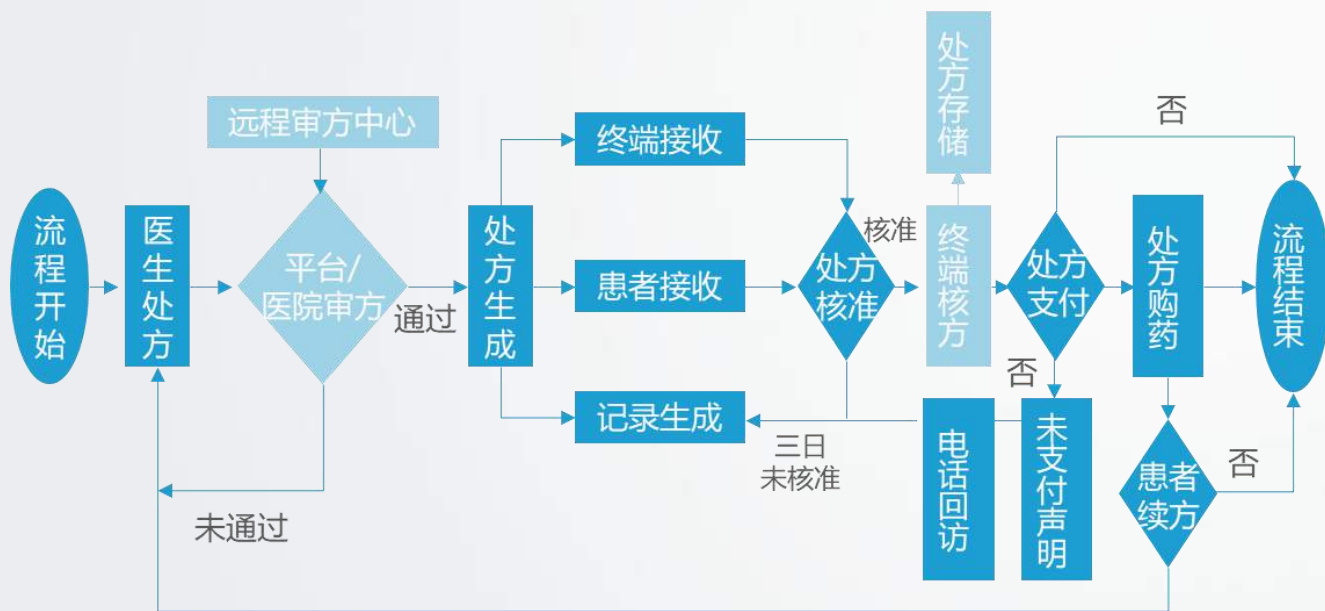 远程审方中心
流程开始
医生处方
平台/
医院审方
通过
未通过
处方生成
终端接收
患者接收
记录生成
处方
核准
核准
三日
未核准
处方存储
终端核方
处方
支付
否
否
电话回访
未支付声明
处方购药
患者
续方
否
流程结束